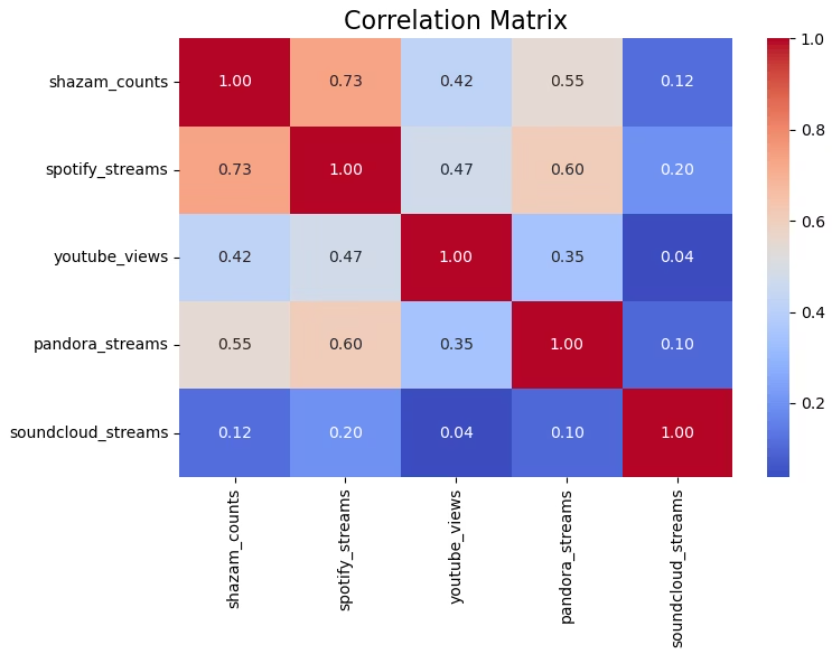 Correlation Matrix
shazam_counts 1.00 0.73 0.42 0.55 0.12
spotify_streams 0.73 1.00 0.47 0.60 0.20
youtube_views 0.42 0.47 1.00 0.35 0.04
pandora_streams 0.55 0.60 0.35 1.00 0.10
soundcloud_streams 0.12 0.20 0.04 0.10 1.00
shazam_counts
spotify_streams
youtube_views
pandora_streams
soundcloud_streams
1.0
0.8
0.6
0.4
0.2